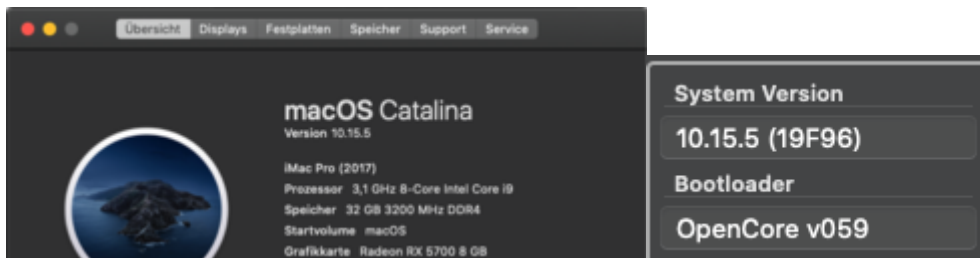 Übersicht Displays Festplatten Speicher Support Service
macOS Catalina
Version 10.15.5
iMac Pro (2017)
Prozessor 3,1 GHz 8-Core Intel Core i9
Speicher 32 GB 3200 MHz DDR4
Startvolume macOS
Grafikkarte Radeon RX 5700 8 GB
System Version
10.15.5 (19F96)
Bootloader
OpenCore v059